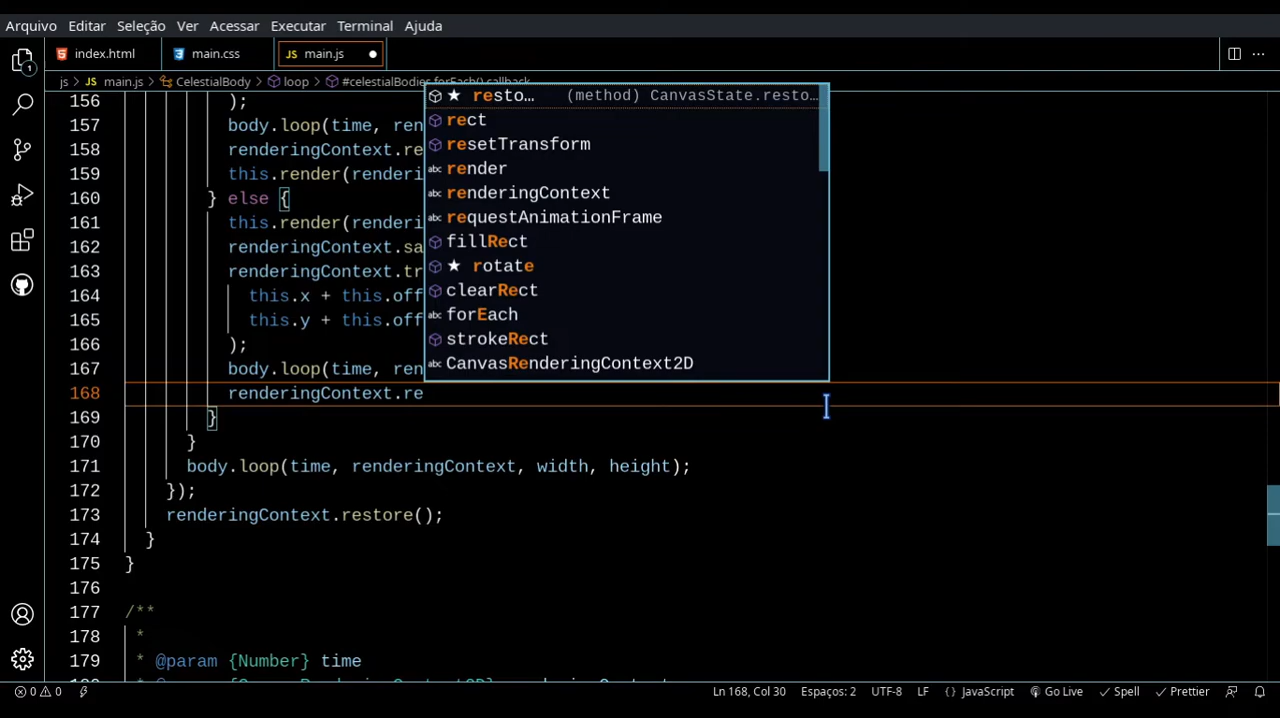 Arquivo Editar Seleção Ver Acessar Executar Terminal Ajuda
index.html main.css JS main.js
js > JS main.js > CelestialBody > loop > #celestialBodies.forEach() callback
156 );
157 body.loop(time, ren
158 renderingContext.re
159 this.render(renderi
160 } else {
161 this.render(renderi
162 renderingContext.sa
163 renderingContext.tr
164 this.x + this.off
165 this.y + this.off
166 );
167 body.loop(time, ren
168 renderingContext.re
169 }
170 }
171 body.loop(time, renderingContext, width, height);
172 });
173 renderingContext.restore();
174 }
175 }
176
177 /**
178 *
179 * @param {Number} time
★ resto… (method) CanvasState.resto…
rect
resetTransform
abc render
abc renderingContext
abc requestAnimationFrame
fillRect
★ rotate
clearRect
abc forEach
strokeRect
abc CanvasRenderingContext2D
1
0 0 Ln 168, Col 30 Espaços: 2 UTF-8 LF {} JavaScript Go Live Spell Prettier